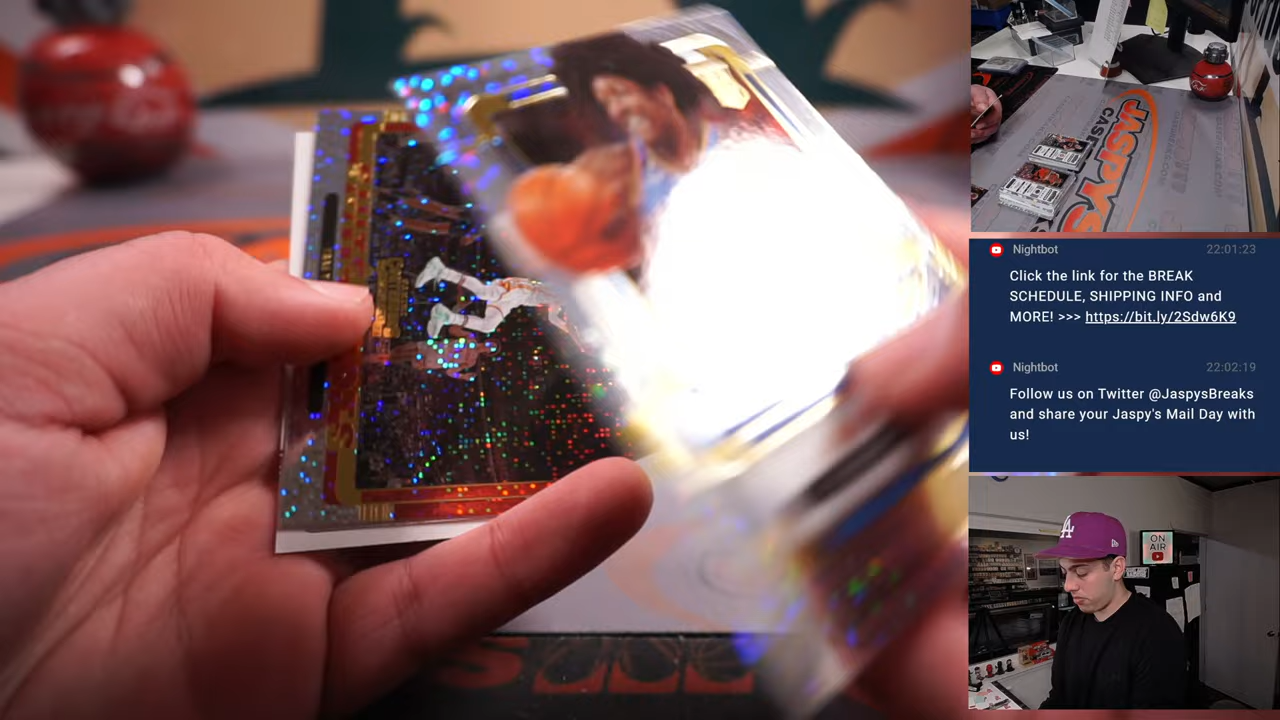 JASPYS
CASE
Nightbot 22:01:23
Click the link for the BREAK
SCHEDULE, SHIPPING INFO and
MORE! >>> https://bit.ly/2Sdw6K9
Nightbot 22:02:19
Follow us on Twitter @JaspysBreaks
and share your Jaspy's Mail Day with
us!
LA
ON
AIR